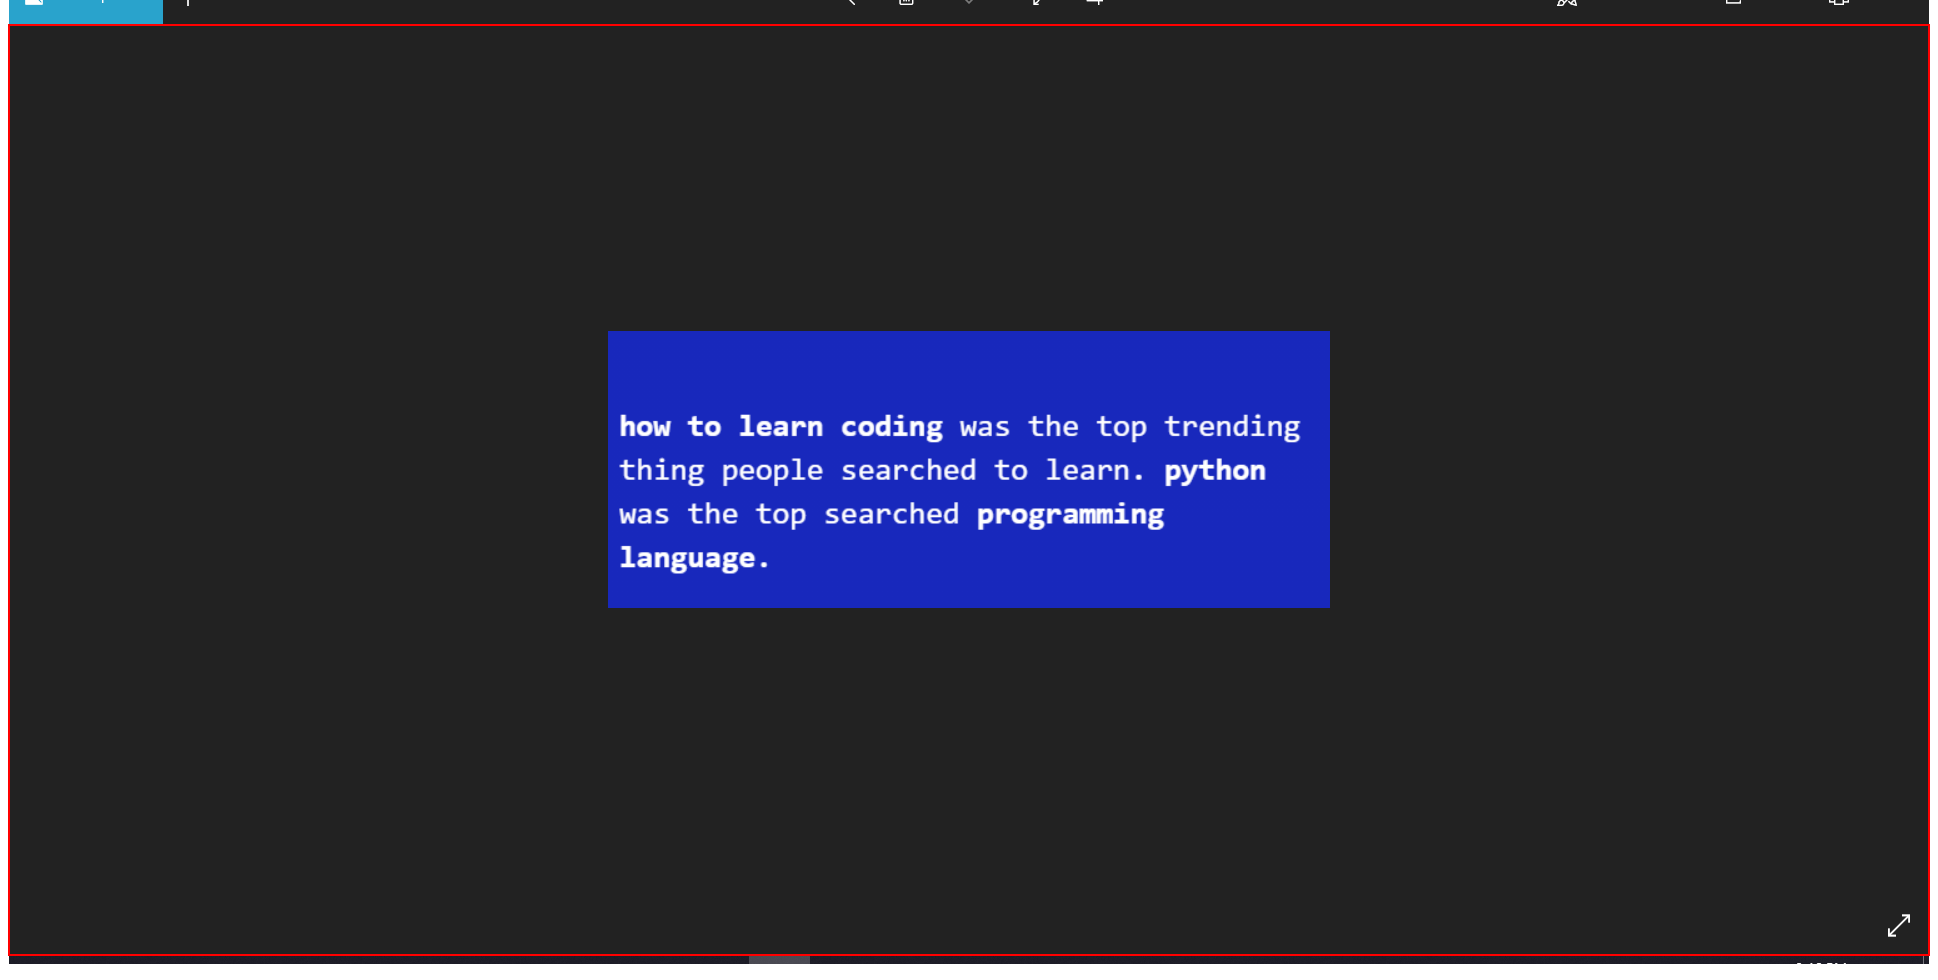 how to learn coding was the top trending
thing people searched to learn. python
was the top searched programming
language.